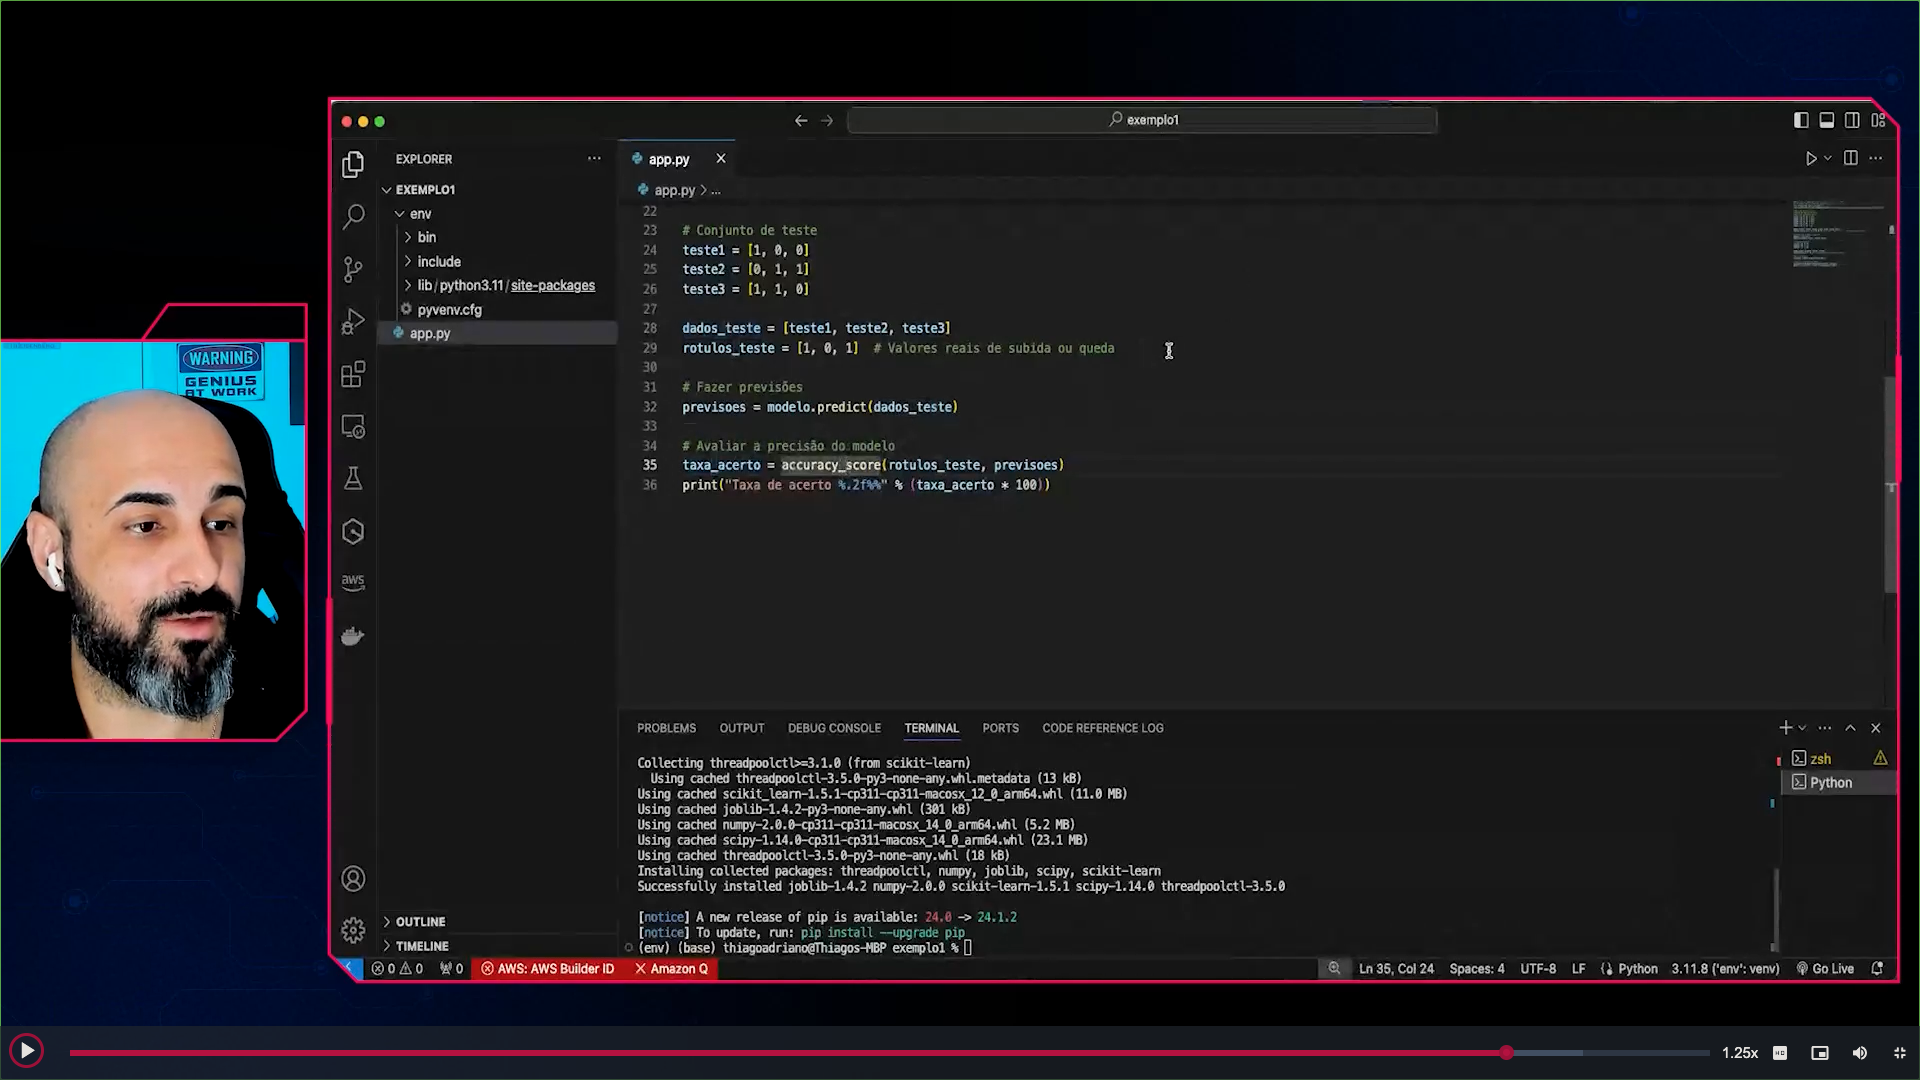 exemplo1
EXPLORER
EXEMPLO1
env
bin
include
lib/python3.11/site-packages
pyvenv.cfg
app.py
OUTLINE
TIMELINE
app.py
app.py > ...
22
23 # Conjunto de teste
24 teste1 = [1, 0, 0]
25 teste2 = [0, 1, 1]
26 teste3 = [1, 1, 0]
27
28 dados_teste = [teste1, teste2, teste3]
29 rotulos_teste = [1, 0, 1]  # Valores reais de subida ou queda
30
31 # Fazer previsões
32 previsoes = modelo.predict(dados_teste)
33
34 # Avaliar a precisão do modelo
35 taxa_acerto = accuracy_score(rotulos_teste, previsoes)
36 print("Taxa de acerto %.2f%%" % (taxa_acerto * 100))
WARNING
GENIUS
AT WORK
aws
PROBLEMS OUTPUT DEBUG CONSOLE TERMINAL PORTS CODE REFERENCE LOG
Collecting threadpoolctl>=3.1.0 (from scikit-learn)
Using cached threadpoolctl-3.5.0-py3-none-any.whl.metadata (13 kB)
Using cached scikit_learn-1.5.1-cp311-cp311-macosx_12_0_arm64.whl (11.0 MB)
Using cached joblib-1.4.2-py3-none-any.whl (301 kB)
Using cached numpy-2.0.0-cp311-cp311-macosx_14_0_arm64.whl (5.2 MB)
Using cached scipy-1.14.0-cp311-cp311-macosx_14_0_arm64.whl (23.1 MB)
Using cached threadpoolctl-3.5.0-py3-none-any.whl (18 kB)
Installing collected packages: threadpoolctl, numpy, joblib, scipy, scikit-learn
Successfully installed joblib-1.4.2 numpy-2.0.0 scikit-learn-1.5.1 scipy-1.14.0 threadpoolctl-3.5.0
[notice] A new release of pip is available: 24.0 -> 24.1.2
[notice] To update, run: pip install --upgrade pip
(env) (base) thiagoadriano@Thiagos-MBP exemplo1 %
zsh
Python
0 0 0 AWS: AWS Builder ID Amazon Q Ln 35, Col 24 Spaces: 4 UTF-8 LF Python 3.11.8 ('env': venv) Go Live
1.25x